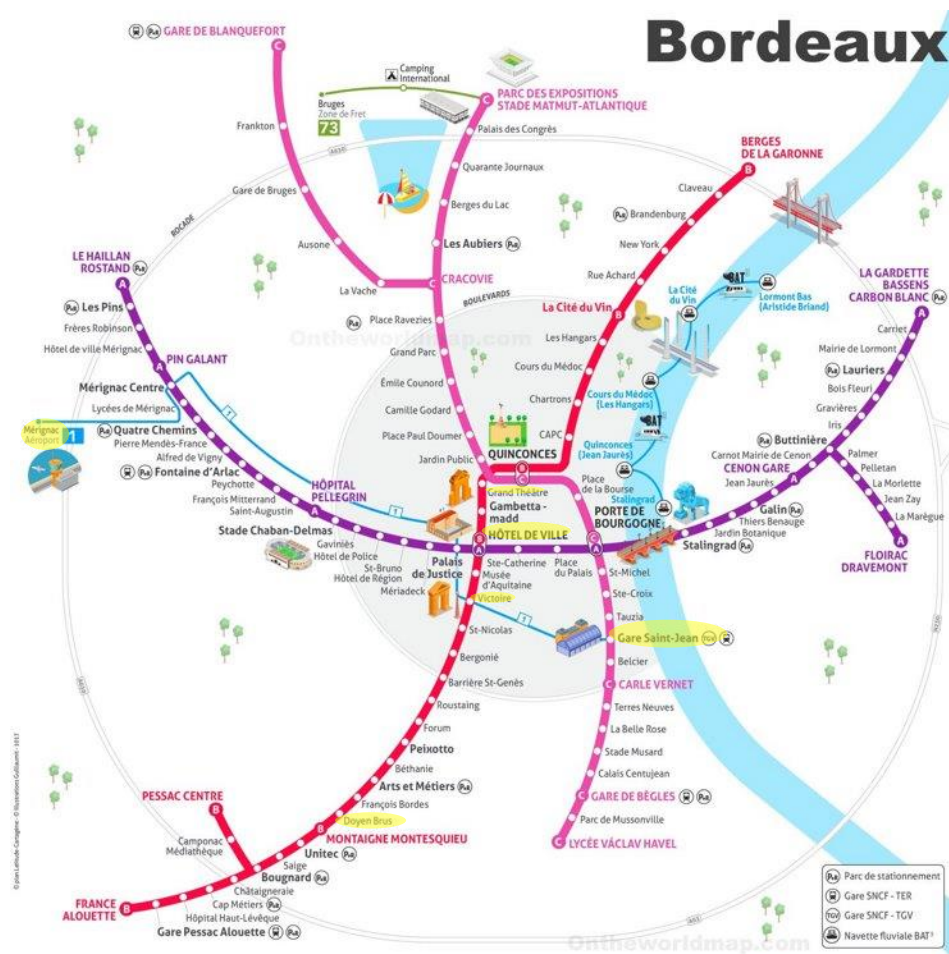 Bordeaux
GARE DE BLANQUEFORT
Camping
International
Bruges
Zone de Fret
73
PARC DES EXPOSITIONS
STADE MATMUT-ATLANTIQUE
Frankton
Palais des Congrès
Gare de Bruges
Quarante Journaux
Berges du Lac
ROCADE
Ausone
Les Aubiers
La Vache
CRACOVIE
BOULEVARDS
BERGES
DE LA GARONNE
Claveau
Brandenburg
New York
Rue Achard
La Cité du Vin
Les Hangars
Cours du Médoc
Chartrons
CAPC
LE HAILLAN
ROSTAND
Les Pins
Frères Robinson
Hôtel de ville Mérignac
PIN GALANT
Mérignac Centre
Lycées de Mérignac
Mérignac
Aéroport
1
Quatre Chemins
Pierre Mendès-France
Alfred de Vigny
Fontaine d'Arlac
Peychotte
François Mitterrand
Saint-Augustin
HÔPITAL
PELLEGRIN
Stade Chaban-Delmas
Gaviniès
Hôtel de Police
St-Bruno
Hôtel de Région
Mériadeck
Palais
de Justice
Place Ravezies
Ontheworldmap.com
Grand Parc
Émile Counord
Camille Godard
Place Paul Doumer
Jardin Public
QUINCONCES
Grand Théâtre
Gambetta -
madd
HÔTEL DE VILLE
Ste-Catherine
Place
du Palais
Place
de la Bourse
PORTE DE
BOURGOGNE
La Cité
du Vin
BAT
Lormont Bas
(Aristide Briand)
Cours du Médoc
(Les Hangars)
BAT
Quinconces
(Jean Jaurès)
Stalingrad
LA GARDETTE
BASSENS
CARBON BLANC
Carriet
Mairie de Lormont
Lauriers
Bois Fleuri
Gravières
Iris
Buttinière
Carnot Mairie de Cenon
CENON GARE
Jean Jaurès
Galin
Thiers Benauge
Jardin Botanique
Stalingrad
Palmer
Pelletan
La Morlette
Jean Zay
La Marègue
FLOIRAC
DRAVEMONT
Musée
d'Aquitaine
Victoire
St-Nicolas
Bergonié
Barrière St-Genès
Roustaing
Forum
Peixotto
Béthanie
Arts et Métiers
François Bordes
Doyen Brus
MONTAIGNE MONTESQUIEU
Unitec
Saige
Bougnard
Châtaigneraie
Cap Métiers
Hôpital Haut-Lévêque
Gare Pessac Alouette
PESSAC CENTRE
Camponac
Médiathèque
FRANCE
ALOUETTE
St-Michel
Ste-Croix
Tauzia
Gare Saint-Jean
TGV
Belcier
CARLE VERNET
Terres Neuves
La Belle Rose
Stade Musard
Calais Centujean
GARE DE BÈGLES
Parc de Mussonville
LYCÉE VÁCLAV HAVEL
Parc de stationnement
Gare SNCF - TER
TGV Gare SNCF - TGV
Navette fluviale BAT³
Ontheworldmap.com